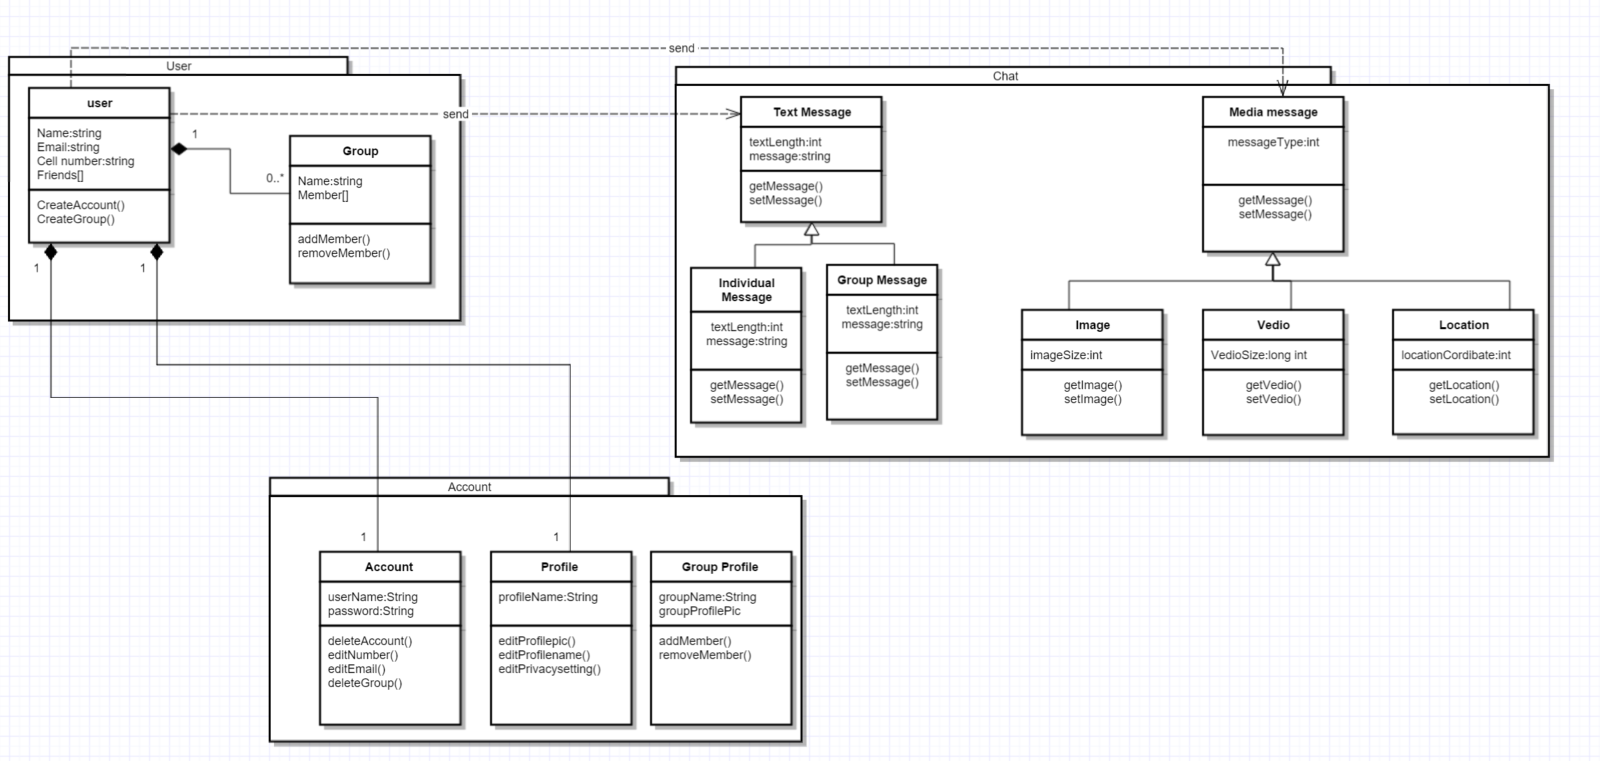 send
User
Chat
user
Name:string
Email:string
Cell number:string
Friends[]
CreateAccount()
CreateGroup()
1
0..*
1
1
send
Group
Name:string
Member[]
addMember()
removeMember()
Text Message
textLength:int
message:string
getMessage()
setMessage()
Media message
messageType:int
getMessage()
setMessage()
Individual
Message
textLength:int
message:string
getMessage()
setMessage()
Group Message
textLength:int
message:string
getMessage()
setMessage()
Image
imageSize:int
getImage()
setImage()
Vedio
VedioSize:long int
getVedio()
setVedio()
Location
locationCordibate:int
getLocation()
setLocation()
Account
1
1
Account
userName:String
password:String
deleteAccount()
editNumber()
editEmail()
deleteGroup()
Profile
profileName:String
editProfilepic()
editProfilename()
editPrivacysetting()
Group Profile
groupName:String
groupProfilePic
addMember()
removeMember()